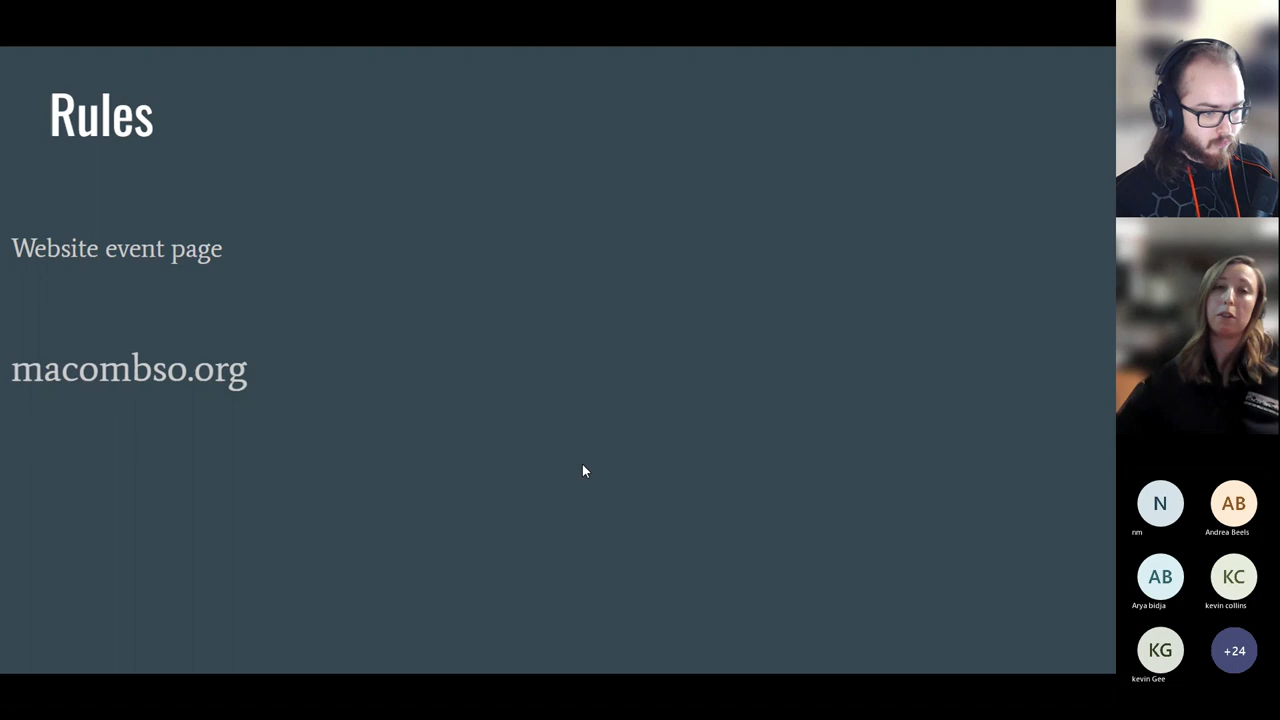 Rules
Website event page
macombso.org
N
AB
nm
Andrea Beels
AB
KC
Arya bidja
kevin collins
KG
+24
kevin Gee